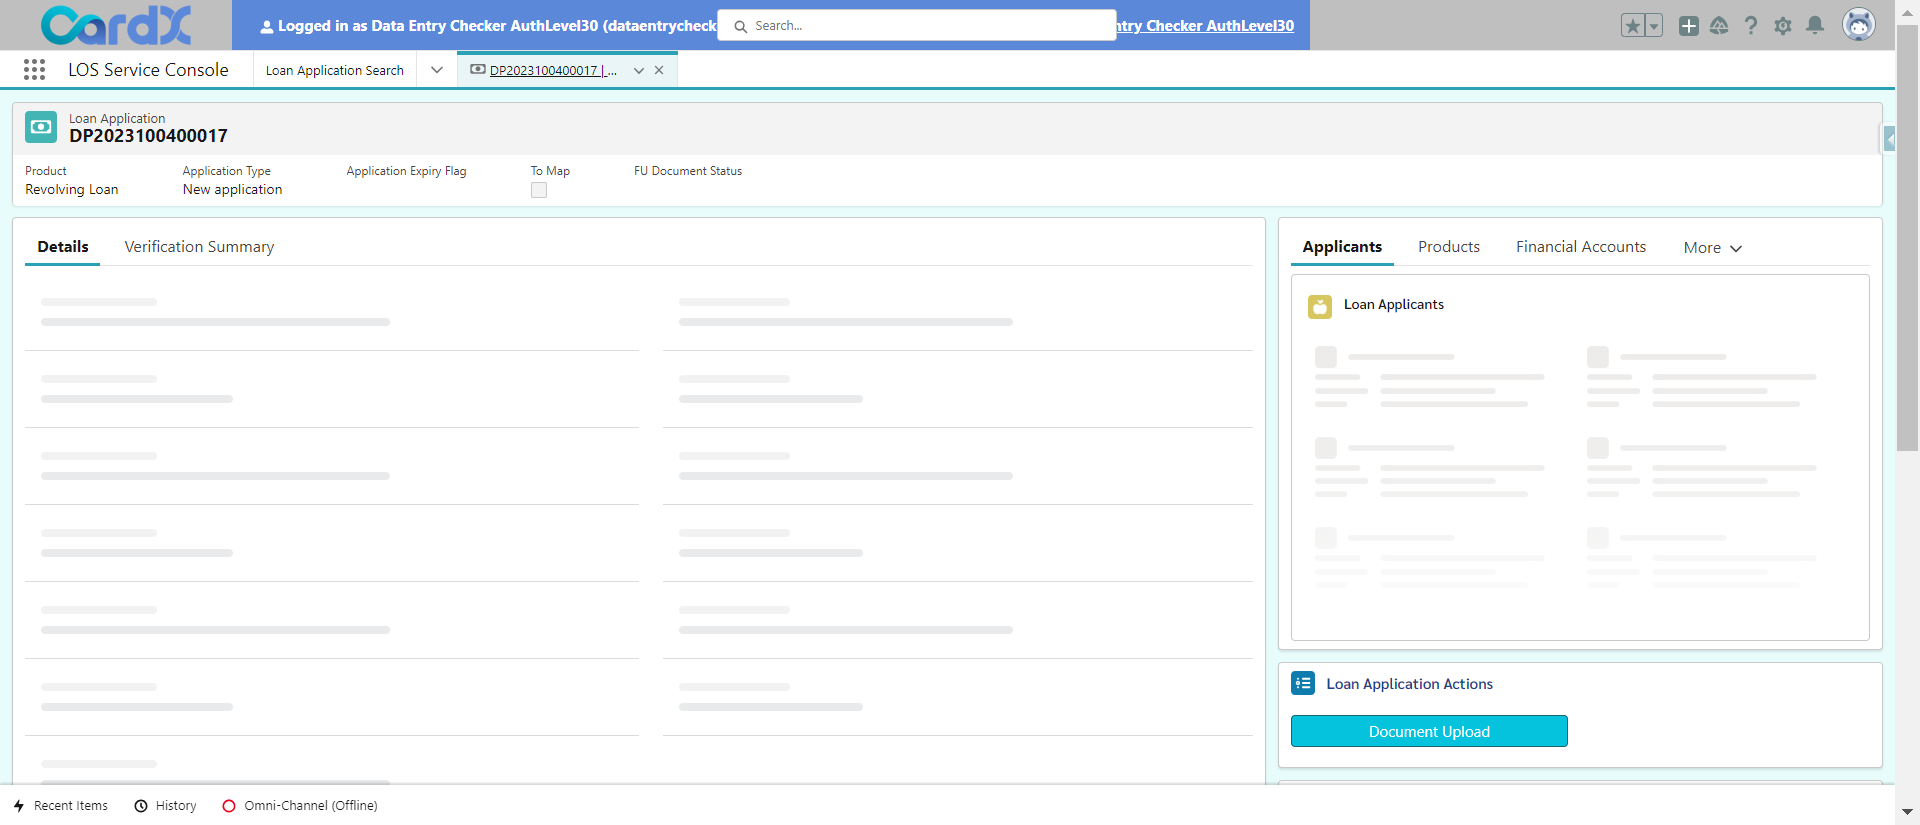 CardX
Logged in as Data Entry Checker AuthLevel30 (dataentrycheck
Search...
ntry Checker AuthLevel30
LOS Service Console
Loan Application Search
DP2023100400017 | ...
Loan Application
DP2023100400017
Product
Application Type
Application Expiry Flag
To Map
FU Document Status
Revolving Loan
New application
Details
Verification Summary
Applicants
Products
Financial Accounts
More
Loan Applicants
Loan Application Actions
Document Upload
Recent Items
History
Omni-Channel (Offline)